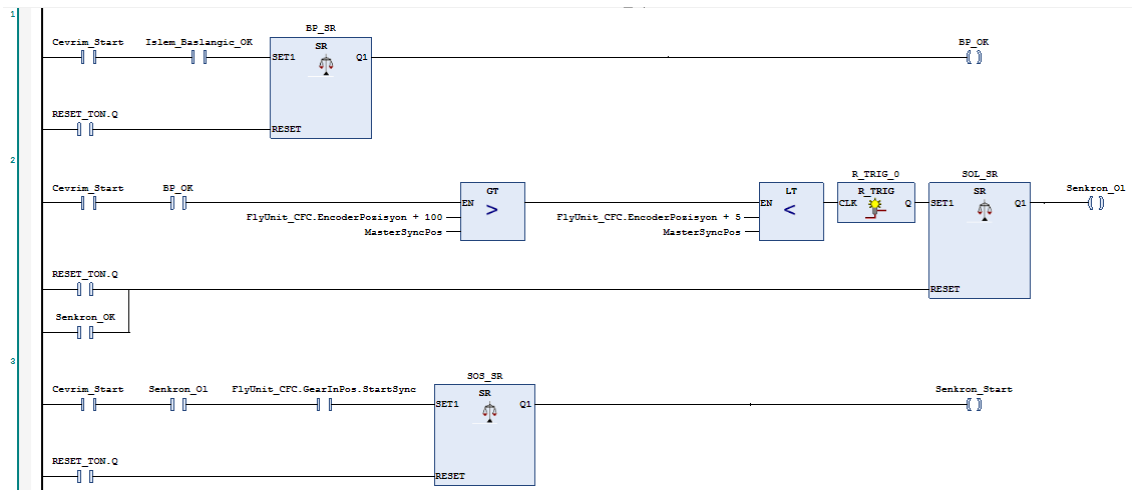 1
BP_SR
Cevrim_Start Islem_Baslangic_OK SR BP_OK
SET1 Q1
RESET_TON.Q
RESET
2
R_TRIG_0 SOL_SR
Cevrim_Start BP_OK GT LT R_TRIG SR Senkron_Ol
EN > EN < CLK Q SET1 Q1
FlyUnit_CFC.EncoderPozisyon + 100 FlyUnit_CFC.EncoderPozisyon + 5
MasterSyncPos MasterSyncPos
RESET_TON.Q
RESET
Senkron_OK
3
SOS_SR
Cevrim_Start Senkron_Ol FlyUnit_CFC.GearInPos.StartSync SR Senkron_Start
SET1 Q1
RESET_TON.Q
RESET